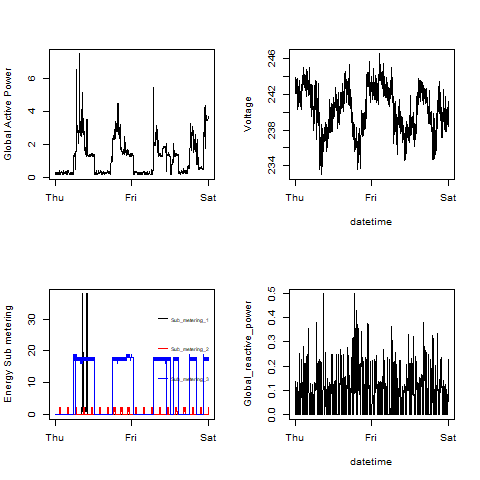 Global Active Power
0 2 4 6
Thu Fri Sat
Voltage
234 238 242 246
Thu Fri Sat
datetime
Energy Sub metering
0 10 20 30
Sub_metering_1
Sub_metering_2
Sub_metering_3
Thu Fri Sat
Global_reactive_power
0.0 0.1 0.2 0.3 0.4 0.5
Thu Fri Sat
datetime